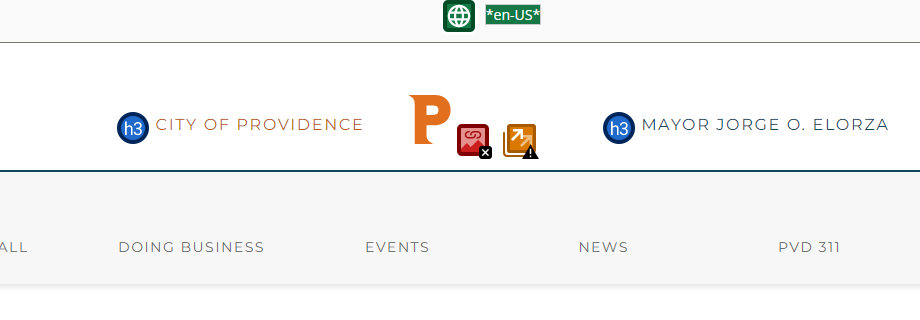 *en-US*
h3 CITY OF PROVIDENCE
P
h3 MAYOR JORGE O. ELORZA
ALL
DOING BUSINESS
EVENTS
NEWS
PVD 311